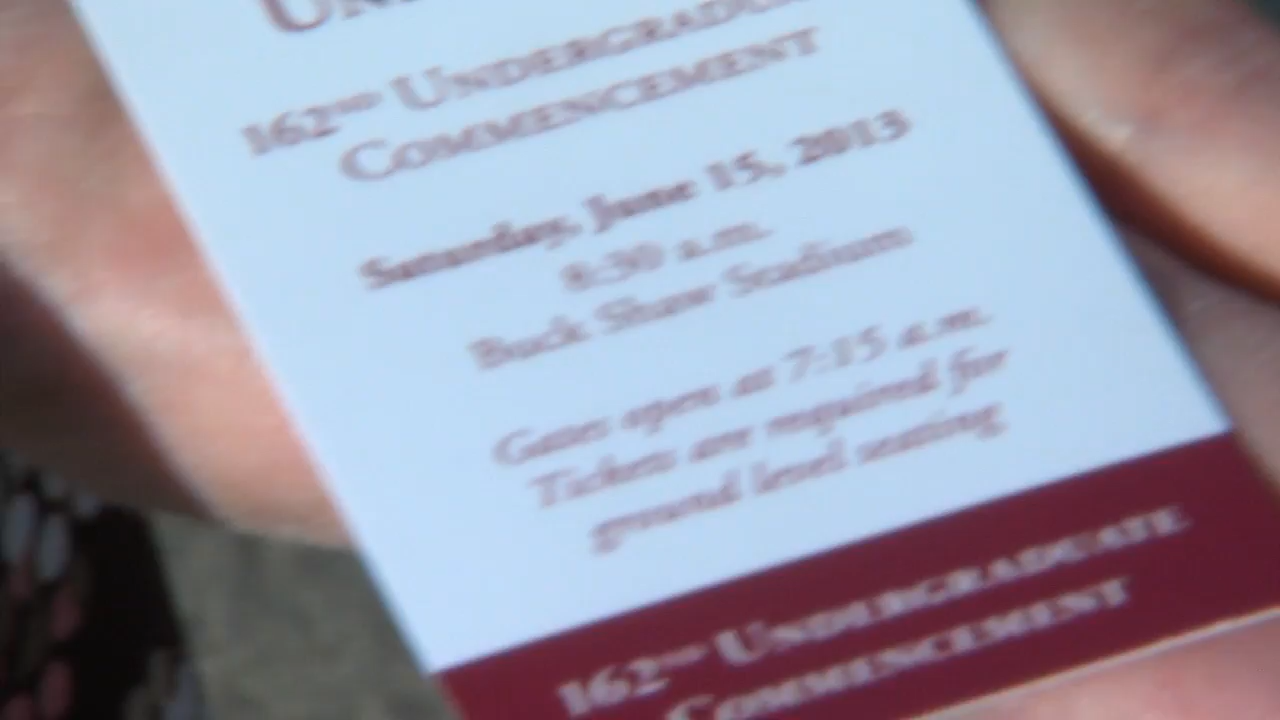 162ND UNDERGRADUATE
COMMENCEMENT
Saturday, June 15, 2013
8:30 a.m.
Buck Shaw Stadium
Gates open at 7:15 a.m.
Tickets are required for
ground level seating
162ND UNDERGRADUATE
COMMENCEMENT